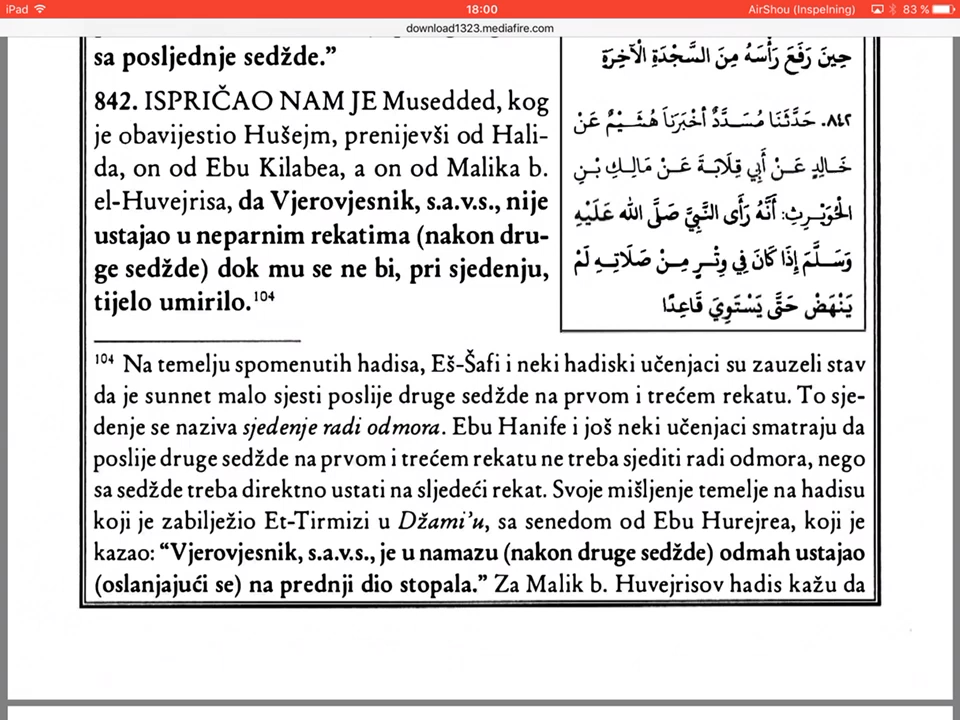 iPad 18:00 AirShou (Inspelning) 83 %
download1323.mediafire.com
sa posljednje sedžde.”
842. ISPRIČAO NAM JE Musedded, kog
je obavijestio Hušejm, prenijevši od Hali-
da, on od Ebu Kilabea, a on od Malika b.
el-Huvejrisa, da Vjerovjesnik, s.a.v.s., nije
ustajao u neparnim rekatima (nakon dru-
ge sedžde) dok mu se ne bi, pri sjedenju,
tijelo umirilo.¹⁰⁴
حِينَ رَفَعَ رَأْسَهُ مِنَ السَّجْدَةِ الْآخِرَةِ
٨٤٢. حَدَّثَنَا مُسَدَّدٌ أَخْبَرَنَا هُشَيْمٌ عَنْ
خَالِدٍ عَنْ أَبِي قِلَابَةَ عَنْ مَالِكِ بْنِ
الْحُوَيْرِثِ: أَنَّهُ رَأَى النَّبِيَّ صَلَّى الله عَلَيْهِ
وَسَلَّمَ إِذَا كَانَ فِي وِتْرٍ مِنْ صَلَاتِهِ لَمْ
يَنْهَضْ حَتَّى يَسْتَوِيَ قَاعِدًا
¹⁰⁴ Na temelju spomenutih hadisa, Eš-Šafi i neki hadiski učenjaci su zauzeli stav
da je sunnet malo sjesti poslije druge sedžde na prvom i trećem rekatu. To sje-
denje se naziva sjedenje radi odmora. Ebu Hanife i još neki učenjaci smatraju da
poslije druge sedžde na prvom i trećem rekatu ne treba sjediti radi odmora, nego
sa sedžde treba direktno ustati na sljedeći rekat. Svoje mišljenje temelje na hadisu
koji je zabilježio Et-Tirmizi u Džami’u, sa senedom od Ebu Hurejrea, koji je
kazao: “Vjerovjesnik, s.a.v.s., je u namazu (nakon druge sedžde) odmah ustajao
(oslanjajući se) na prednji dio stopala.” Za Malik b. Huvejrisov hadis kažu da